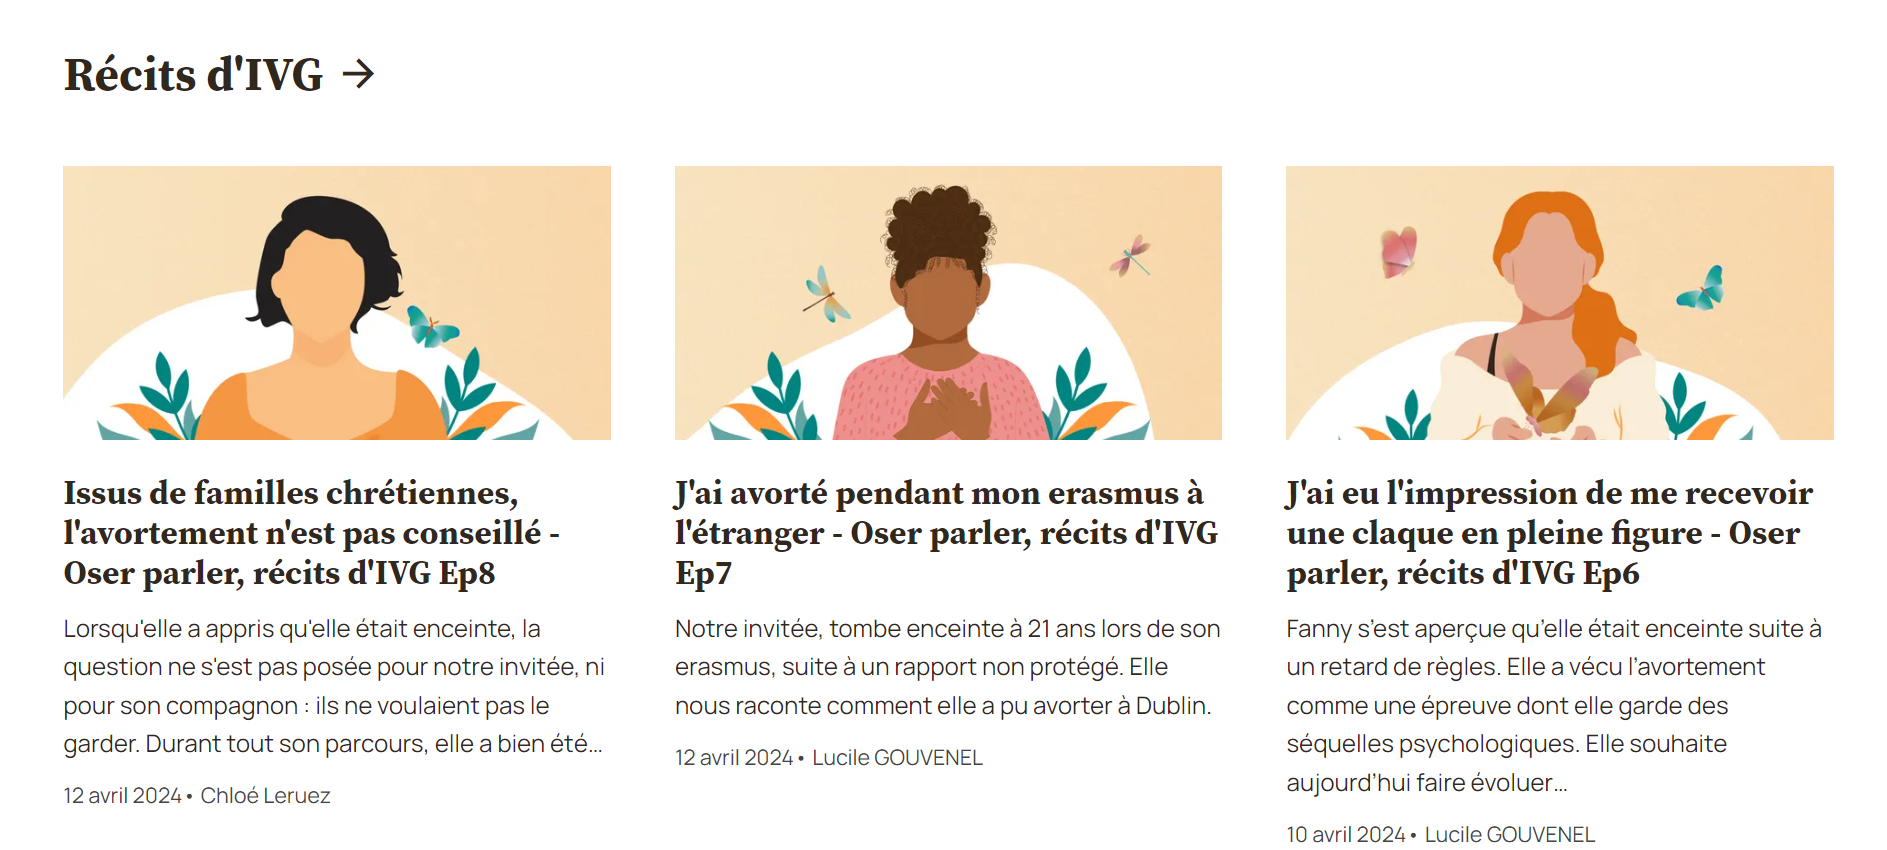 Récits d'IVG →
Issus de familles chrétiennes,
l'avortement n'est pas conseillé -
Oser parler, récits d'IVG Ep8
Lorsqu'elle a appris qu'elle était enceinte, la
question ne s'est pas posée pour notre invitée, ni
pour son compagnon : ils ne voulaient pas le
garder. Durant tout son parcours, elle a bien été...
12 avril 2024 • Chloé Leruez
J'ai avorté pendant mon erasmus à
l'étranger - Oser parler, récits d'IVG
Ep7
Notre invitée, tombe enceinte à 21 ans lors de son
erasmus, suite à un rapport non protégé. Elle
nous raconte comment elle a pu avorter à Dublin.
12 avril 2024 • Lucile GOUVENEL
J'ai eu l'impression de me recevoir
une claque en pleine figure - Oser
parler, récits d'IVG Ep6
Fanny s’est aperçue qu’elle était enceinte suite à
un retard de règles. Elle a vécu l’avortement
comme une épreuve dont elle garde des
séquelles psychologiques. Elle souhaite
aujourd’hui faire évoluer...
10 avril 2024 • Lucile GOUVENEL